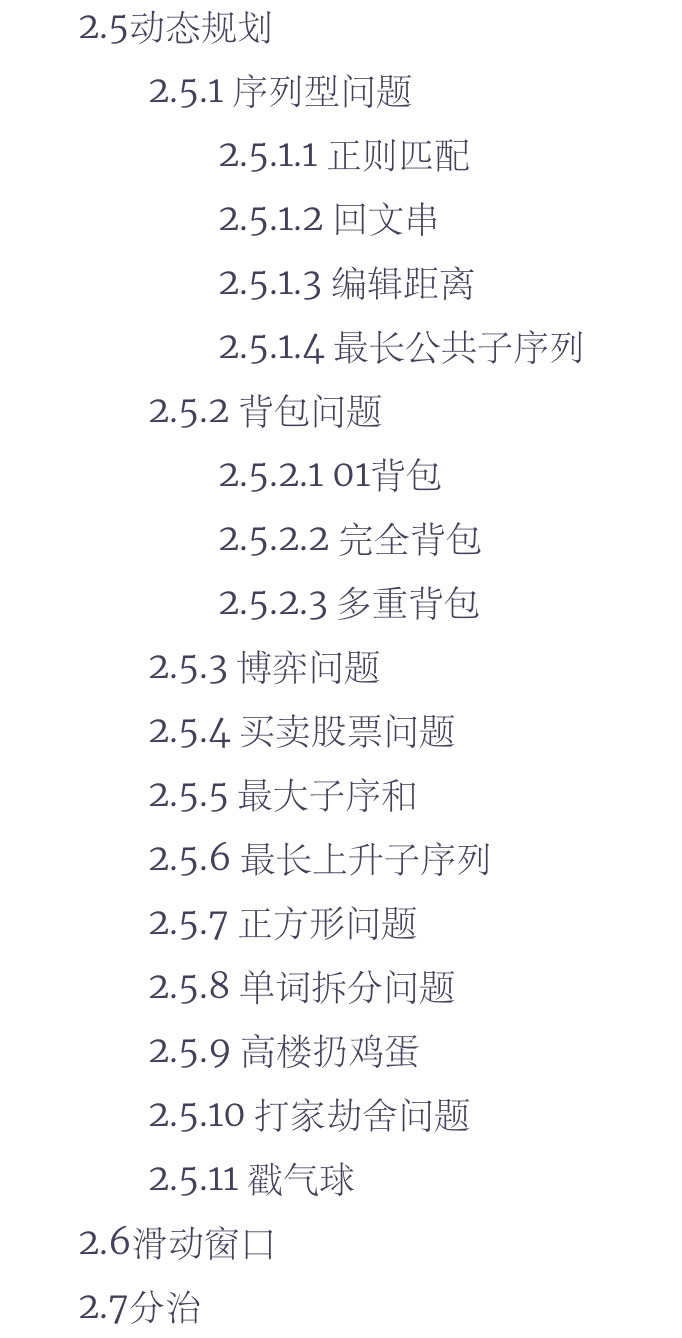 2.5动态规划
2.5.1 序列型问题
2.5.1.1 正则匹配
2.5.1.2 回文串
2.5.1.3 编辑距离
2.5.1.4 最长公共子序列
2.5.2 背包问题
2.5.2.1 01背包
2.5.2.2 完全背包
2.5.2.3 多重背包
2.5.3 博弈问题
2.5.4 买卖股票问题
2.5.5 最大子序和
2.5.6 最长上升子序列
2.5.7 正方形问题
2.5.8 单词拆分问题
2.5.9 高楼扔鸡蛋
2.5.10 打家劫舍问题
2.5.11 戳气球
2.6滑动窗口
2.7分治